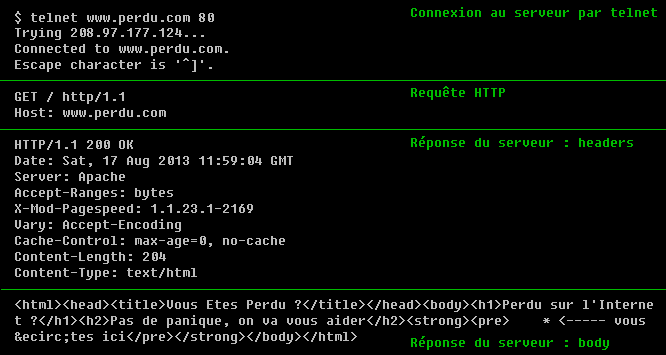 $ telnet www.perdu.com 80
Connexion au serveur par telnet
Trying 208.97.177.124...
Connected to www.perdu.com.
Escape character is '^]'.
GET / http/1.1
Requête HTTP
Host: www.perdu.com
HTTP/1.1 200 OK
Réponse du serveur : headers
Date: Sat, 17 Aug 2013 11:59:04 GMT
Server: Apache
Accept-Ranges: bytes
X-Mod-Pagespeed: 1.1.23.1-2169
Vary: Accept-Encoding
Cache-Control: max-age=0, no-cache
Content-Length: 204
Content-Type: text/html
<html><head><title>Vous Etes Perdu ?</title></head><body><h1>Perdu sur l'Interne
t ?</h1><h2>Pas de panique, on va vous aider</h2><strong><pre>    * <----- vous
&ecirc;tes ici</pre></strong></body></html>
Réponse du serveur : body